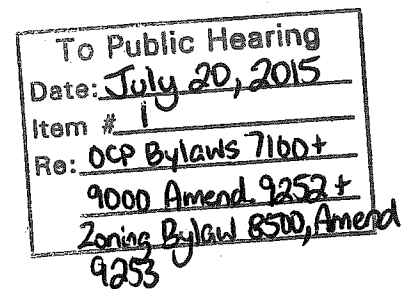 To Public Hearing
Date: July 20, 2015
Item # 1
Re: OCP Bylaws 7100+
9000 Amend. 9252 +
Zoning Bylaw 8500, Amend
9253